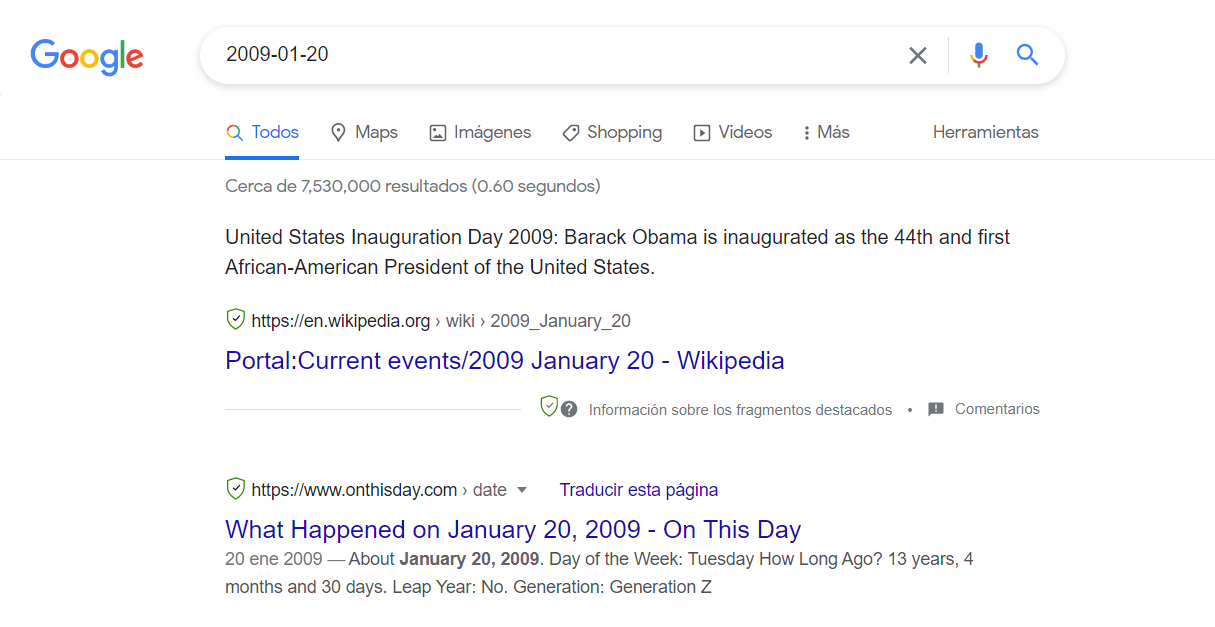 Google
2009-01-20
Todos Maps Imágenes Shopping Videos Más Herramientas
Cerca de 7,530,000 resultados (0.60 segundos)
United States Inauguration Day 2009: Barack Obama is inaugurated as the 44th and first
African-American President of the United States.
https://en.wikipedia.org › wiki › 2009_January_20
Portal:Current events/2009 January 20 - Wikipedia
Información sobre los fragmentos destacados • Comentarios
https://www.onthisday.com › date Traducir esta página
What Happened on January 20, 2009 - On This Day
20 ene 2009 — About January 20, 2009. Day of the Week: Tuesday How Long Ago? 13 years, 4
months and 30 days. Leap Year: No. Generation: Generation Z